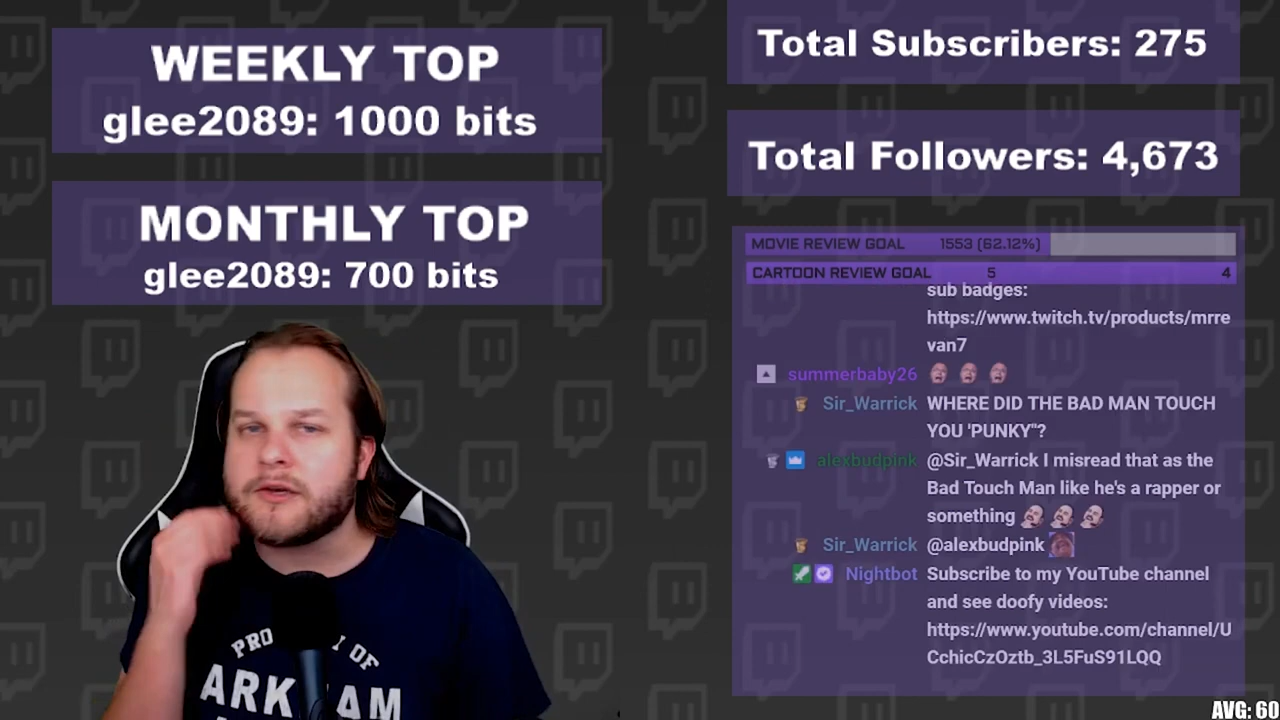 WEEKLY TOP
glee2089: 1000 bits
MONTHLY TOP
glee2089: 700 bits
Total Subscribers: 275
Total Followers: 4,673
MOVIE REVIEW GOAL 1553 (62.12%)
CARTOON REVIEW GOAL 5 4
sub badges:
https://www.twitch.tv/products/mrre
van7
summerbaby26
Sir_Warrick WHERE DID THE BAD MAN TOUCH
YOU 'PUNKY"?
alexbudpink @Sir_Warrick I misread that as the
Bad Touch Man like he's a rapper or
something
Sir_Warrick @alexbudpink
Nightbot Subscribe to my YouTube channel
and see doofy videos:
https://www.youtube.com/channel/U
CchicCzOztb_3L5FuS91LQQ
PRO Y OF
ARK AM
AVG: 60